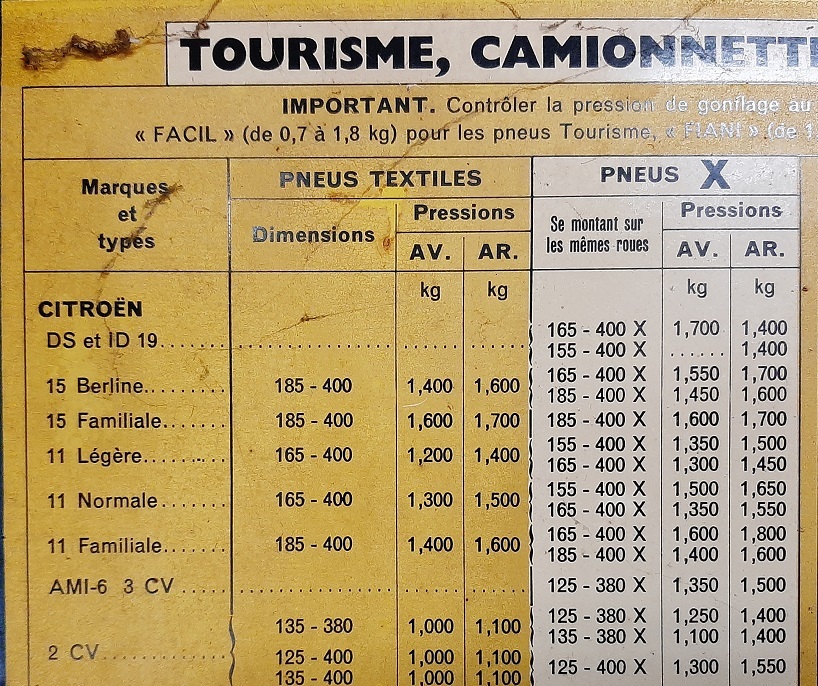 TOURISME, CAMIONNETT
IMPORTANT. Contrôler la pression de gonflage au
« FACIL » (de 0,7 à 1,8 kg) pour les pneus Tourisme, « FIANI » (de 1
Marques et types PNEUS TEXTILES PNEUS X
Dimensions Pressions Se montant sur les mêmes roues Pressions
AV. AR. AV. AR.
kg kg kg kg
CITROËN
DS et ID 19 ........ 165 - 400 X 1,700 1,400
155 - 400 X ...... 1,400
15 Berline ........ 185 - 400 1,400 1,600 165 - 400 X 1,550 1,700
185 - 400 X 1,450 1,600
15 Familiale ....... 185 - 400 1,600 1,700 185 - 400 X 1,600 1,700
11 Légère ........ 165 - 400 1,200 1,400 155 - 400 X 1,350 1,500
165 - 400 X 1,300 1,450
11 Normale ....... 165 - 400 1,300 1,500 155 - 400 X 1,500 1,650
165 - 400 X 1,350 1,550
11 Familiale ....... 185 - 400 1,400 1,600 165 - 400 X 1,600 1,800
185 - 400 X 1,400 1,600
AMI-6 3 CV ........ 125 - 380 X 1,350 1,500
2 CV ........ 135 - 380 1,000 1,100 125 - 380 X 1,250 1,400
135 - 380 X 1,100 1,400
125 - 400 1,000 1,100 125 - 400 X 1,300 1,550
135 - 400 1,000 1,100